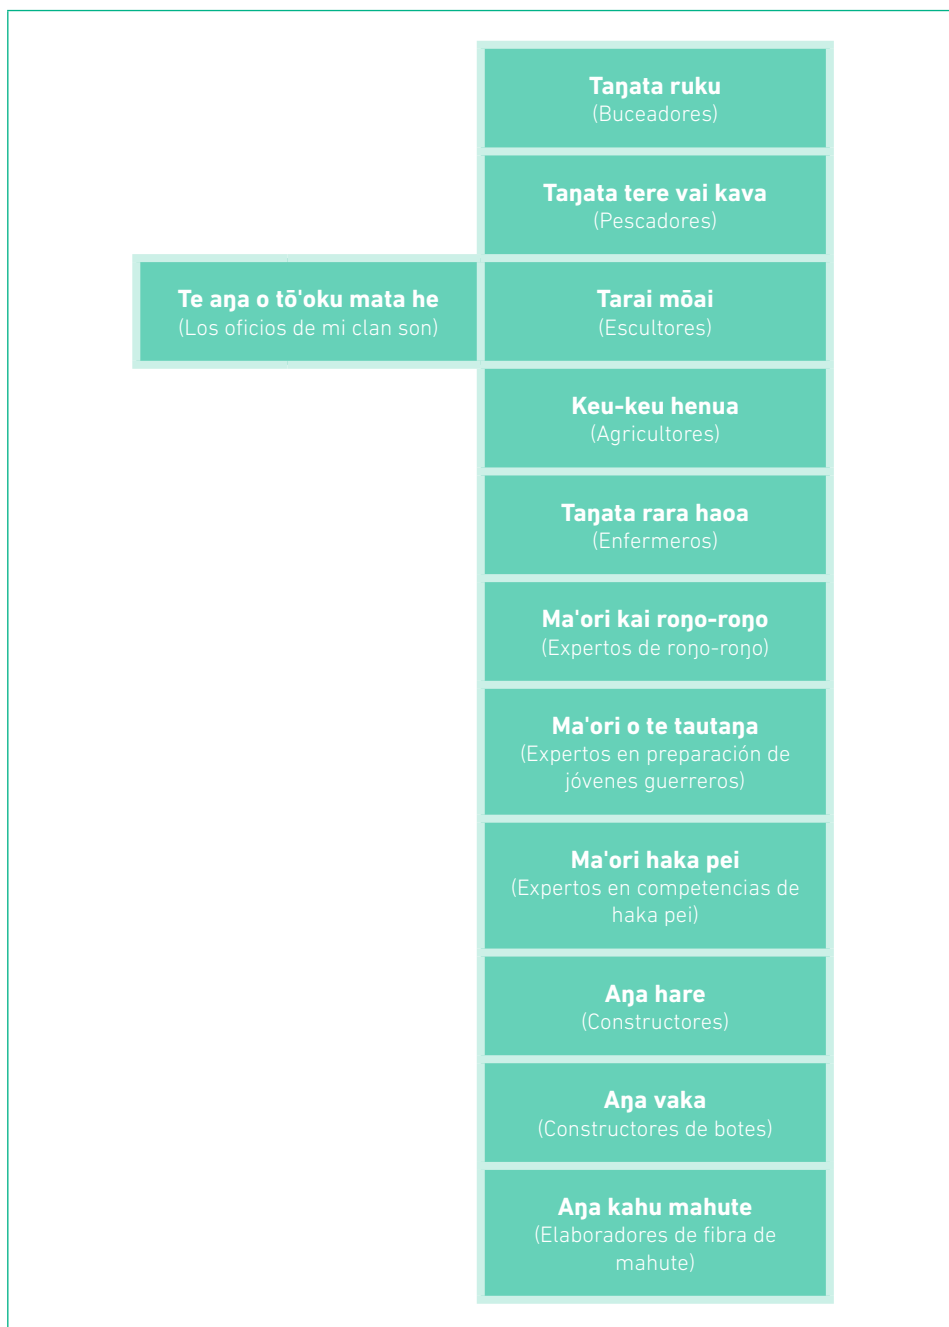 Taŋata ruku
(Buceadores)
Taŋata tere vai kava
(Pescadores)
Te aŋa o tō'oku mata he
(Los oficios de mi clan son)
Tarai mōai
(Escultores)
Keu-keu henua
(Agricultores)
Taŋata rara haoa
(Enfermeros)
Ma'ori kai roŋo-roŋo
(Expertos de roŋo-roŋo)
Ma'ori o te tautaŋa
(Expertos en preparación de
jóvenes guerreros)
Ma'ori haka pei
(Expertos en competencias de
haka pei)
Aŋa hare
(Constructores)
Aŋa vaka
(Constructores de botes)
Aŋa kahu mahute
(Elaboradores de fibra de
mahute)